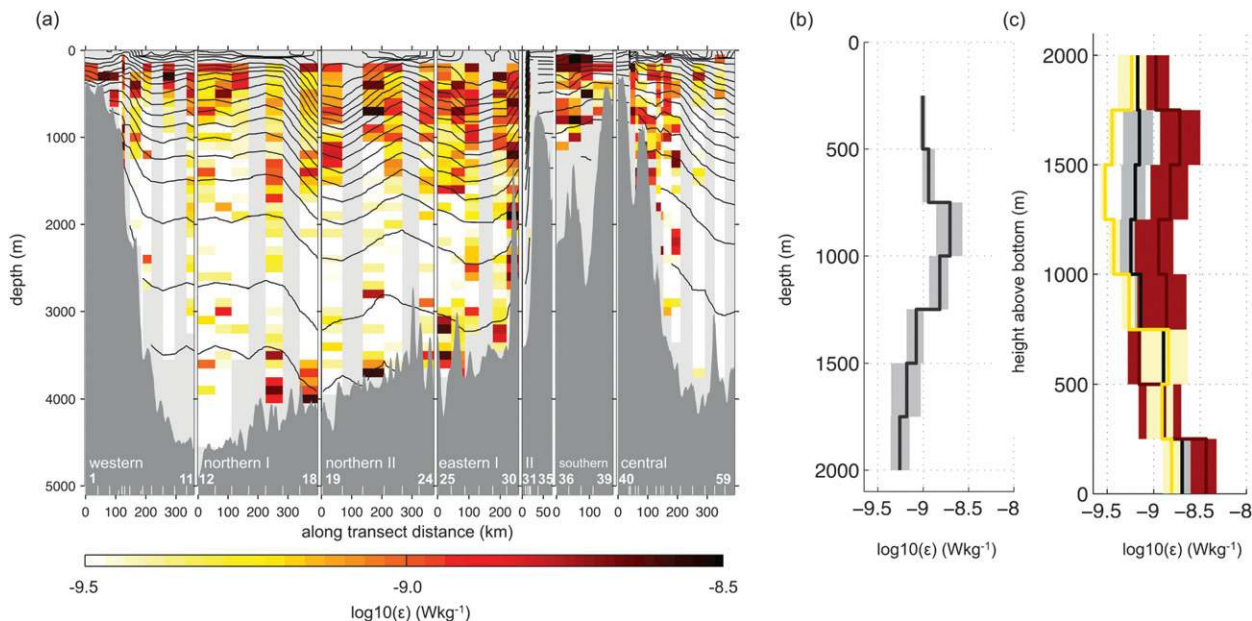 (a)
0
1000
2000
3000
4000
5000
depth (m)
western
northern I
northern II
eastern I
II
southern
central
1 11 12 18 19 24 25 30 31 35 36 39 40 59
0 100 200 300 0 100 200 300 0 100 200 300 0 100 200 0 500 0 100 0 100 200 300
along transect distance (km)
-9.5 -9.0 -8.5
log10(ε) (Wkg-1)
(b)
0
500
1000
1500
2000
depth (m)
−9.5 −9 −8.5 −8
log10(ε) (Wkg-1)
(c)
2000
1500
1000
500
0
height above bottom (m)
−9.5 −9 −8.5 −8
log10(ε) (Wkg-1)